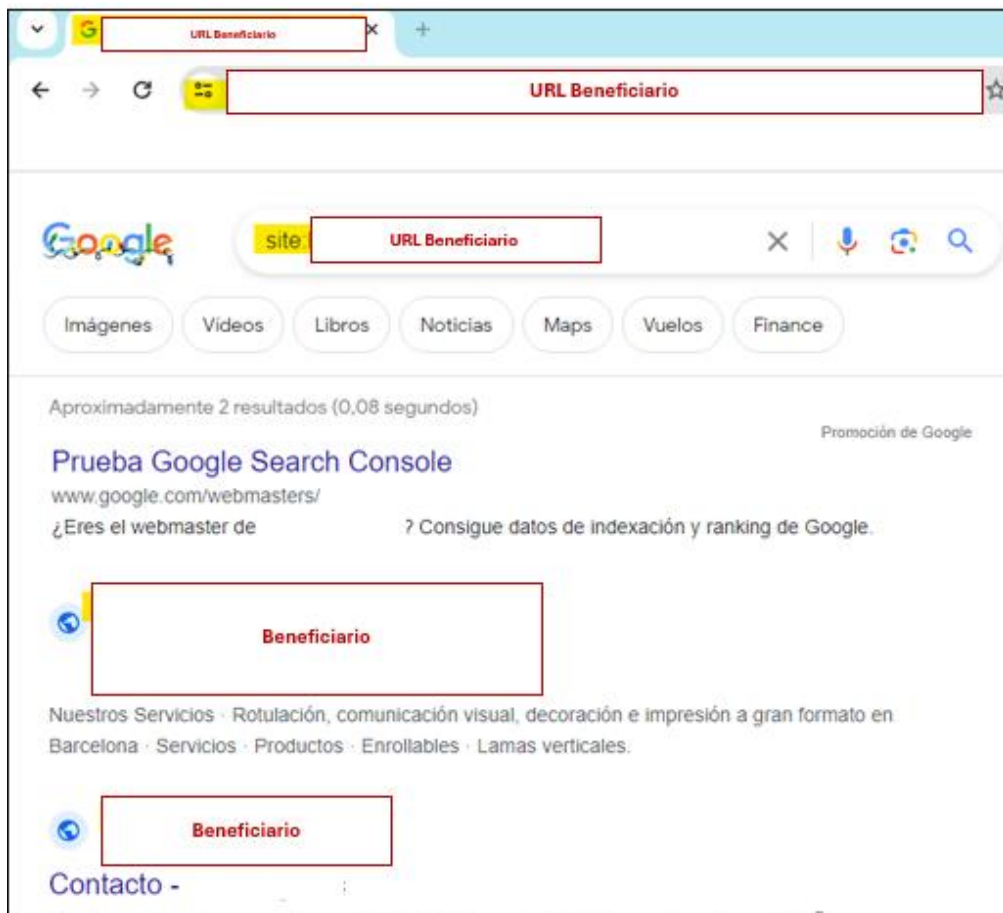 URL Beneficiario
URL Beneficiario
Google
site: URL Beneficiario
Imágenes Vídeos Libros Noticias Maps Vuelos Finance
Aproximadamente 2 resultados (0,08 segundos)
Promoción de Google
Prueba Google Search Console
www.google.com/webmasters/
¿Eres el webmaster de ? Consigue datos de indexación y ranking de Google.
Beneficiario
Nuestros Servicios · Rotulación, comunicación visual, decoración e impresión a gran formato en
Barcelona · Servicios · Productos · Enrollables · Lamas verticales.
Beneficiario
Contacto -